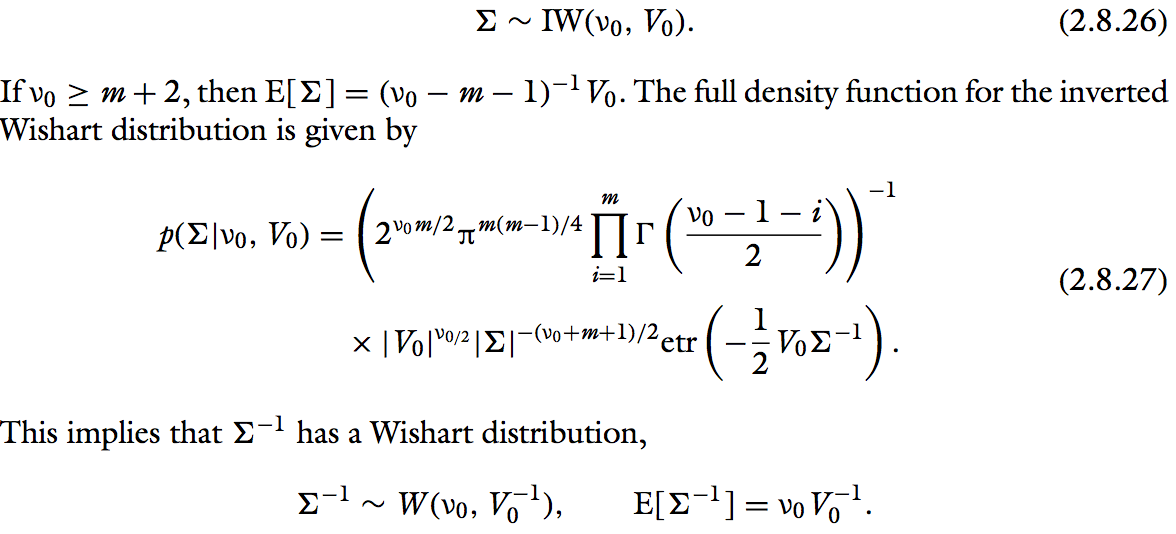 Σ ∼ IW(ν₀, V₀). (2.8.26)
If ν₀ ≥ m + 2, then E[Σ] = (ν₀ − m − 1)⁻¹V₀. The full density function for the inverted
Wishart distribution is given by
p(Σ|ν₀, V₀) = (2^{ν₀m/2} π^{m(m−1)/4} ∏_{i=1}^{m} Γ((ν₀ − 1 − i)/2))^{−1}
(2.8.27)
× |V₀|^{ν₀/2} |Σ|^{−(ν₀+m+1)/2} etr(−(1/2) V₀Σ⁻¹).
This implies that Σ⁻¹ has a Wishart distribution,
Σ⁻¹ ∼ W(ν₀, V₀⁻¹), E[Σ⁻¹] = ν₀V₀⁻¹.